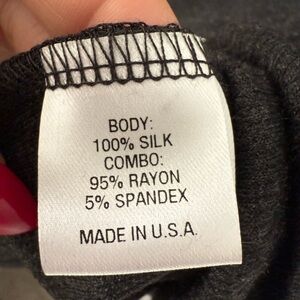 BODY:
100% SILK
COMBO:
95% RAYON
5% SPANDEX
MADE IN U.S.A.